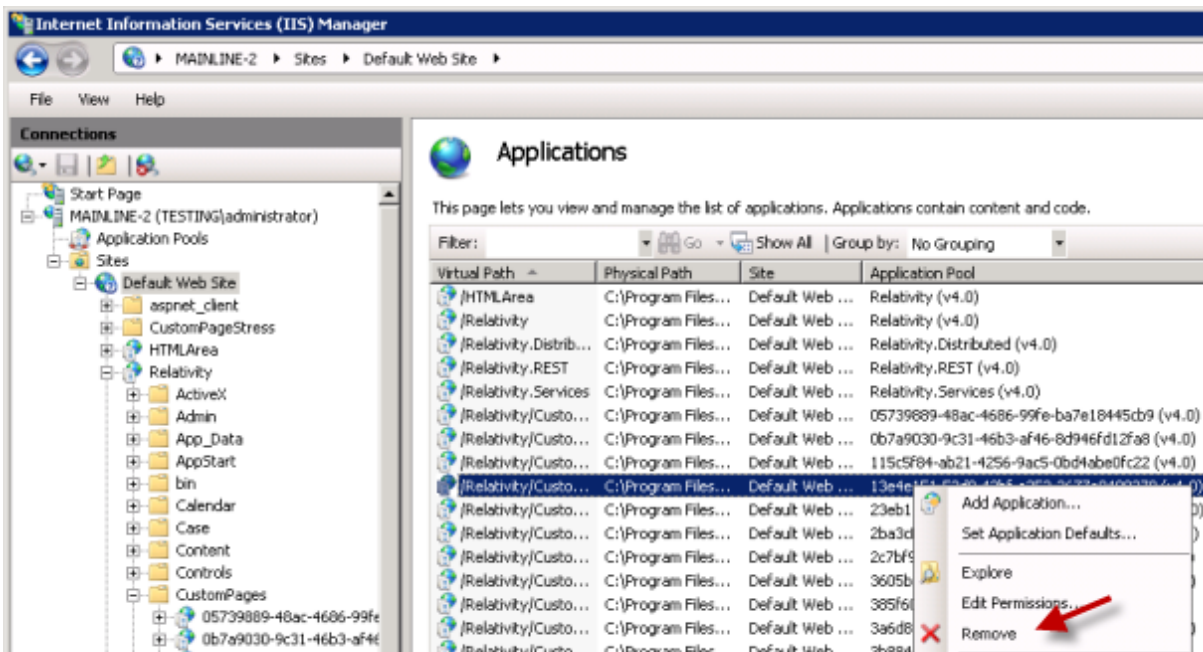 Internet Information Services (IIS) Manager
MAINLINE-2 Sites Default Web Site
File View Help
Connections
Start Page
MAINLINE-2 (TESTING\administrator)
Application Pools
Sites
Default Web Site
aspnet_client
CustomPageStress
HTMLArea
Relativity
ActiveX
Admin
App_Data
AppStart
bin
Calendar
Case
Content
Controls
CustomPages
05739889-48ac-4686-99fe
0b7a9030-9c31-46b3-af46
Applications
This page lets you view and manage the list of applications. Applications contain content and code.
Filter: Go Show All Group by: No Grouping
Virtual Path Physical Path Site Application Pool
/HTMLArea C:\Program Files... Default Web ... Relativity (v4.0)
/Relativity C:\Program Files... Default Web ... Relativity (v4.0)
/Relativity.Distrib... C:\Program Files... Default Web ... Relativity.Distributed (v4.0)
/Relativity.REST C:\Program Files... Default Web ... Relativity.REST (v4.0)
/Relativity.Services C:\Program Files... Default Web ... Relativity.Services (v4.0)
/Relativity/Custo... C:\Program Files... Default Web ... 05739889-48ac-4686-99fe-ba7e18445cb9 (v4.0)
/Relativity/Custo... C:\Program Files... Default Web ... 0b7a9030-9c31-46b3-af46-8d946fd12fa8 (v4.0)
/Relativity/Custo... C:\Program Files... Default Web ... 115c5f84-ab21-4256-9ac5-0bd4abe0fc22 (v4.0)
/Relativity/Custo... C:\Program Files... Default Web ...
/Relativity/Custo... C:\Program Files... Default Web ... 23eb1
/Relativity/Custo... C:\Program Files... Default Web ... 2ba3d
/Relativity/Custo... C:\Program Files... Default Web ... 2c7bf9
/Relativity/Custo... C:\Program Files... Default Web ... 3605b
/Relativity/Custo... C:\Program Files... Default Web ... 385f6
/Relativity/Custo... C:\Program Files... Default Web ... 3a6d8
/Relativity/Custo... C:\Program Files... Default Web ... 3b884
Add Application...
Set Application Defaults...
Explore
Edit Permissions...
Remove